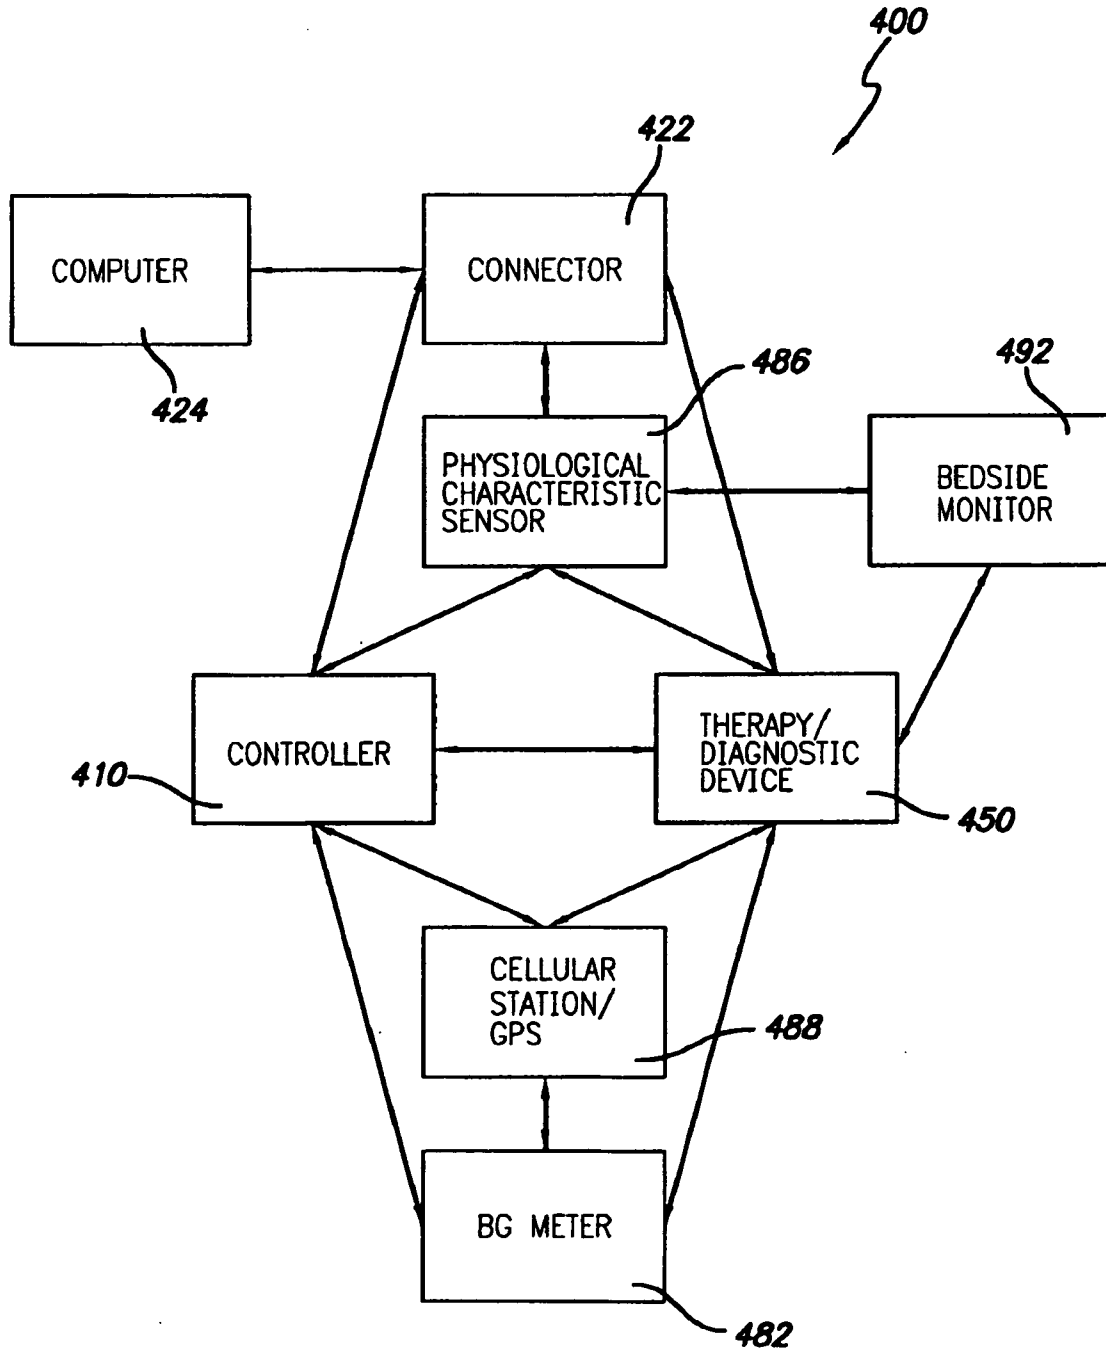 400
422
COMPUTER
CONNECTOR
424
486
492
PHYSIOLOGICAL
CHARACTERISTIC
SENSOR
BEDSIDE
MONITOR
CONTROLLER
THERAPY/
DIAGNOSTIC
DEVICE
410
450
CELLULAR
STATION/
GPS
488
BG METER
482